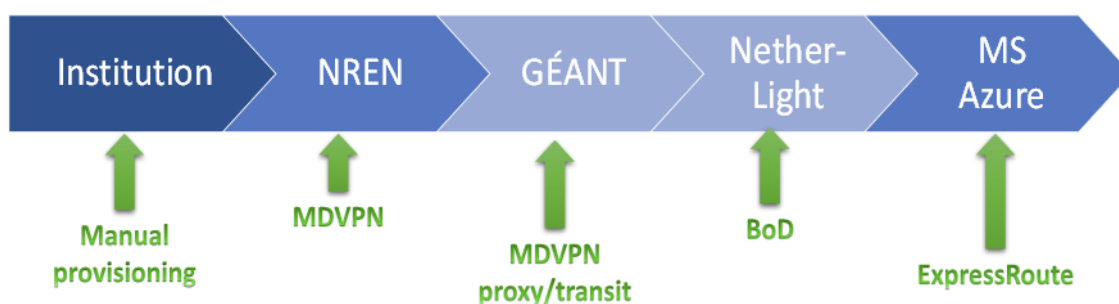 Institution
NREN
GÉANT
Nether-
Light
MS
Azure
Manual
provisioning
MDVPN
MDVPN
proxy/transit
BoD
ExpressRoute